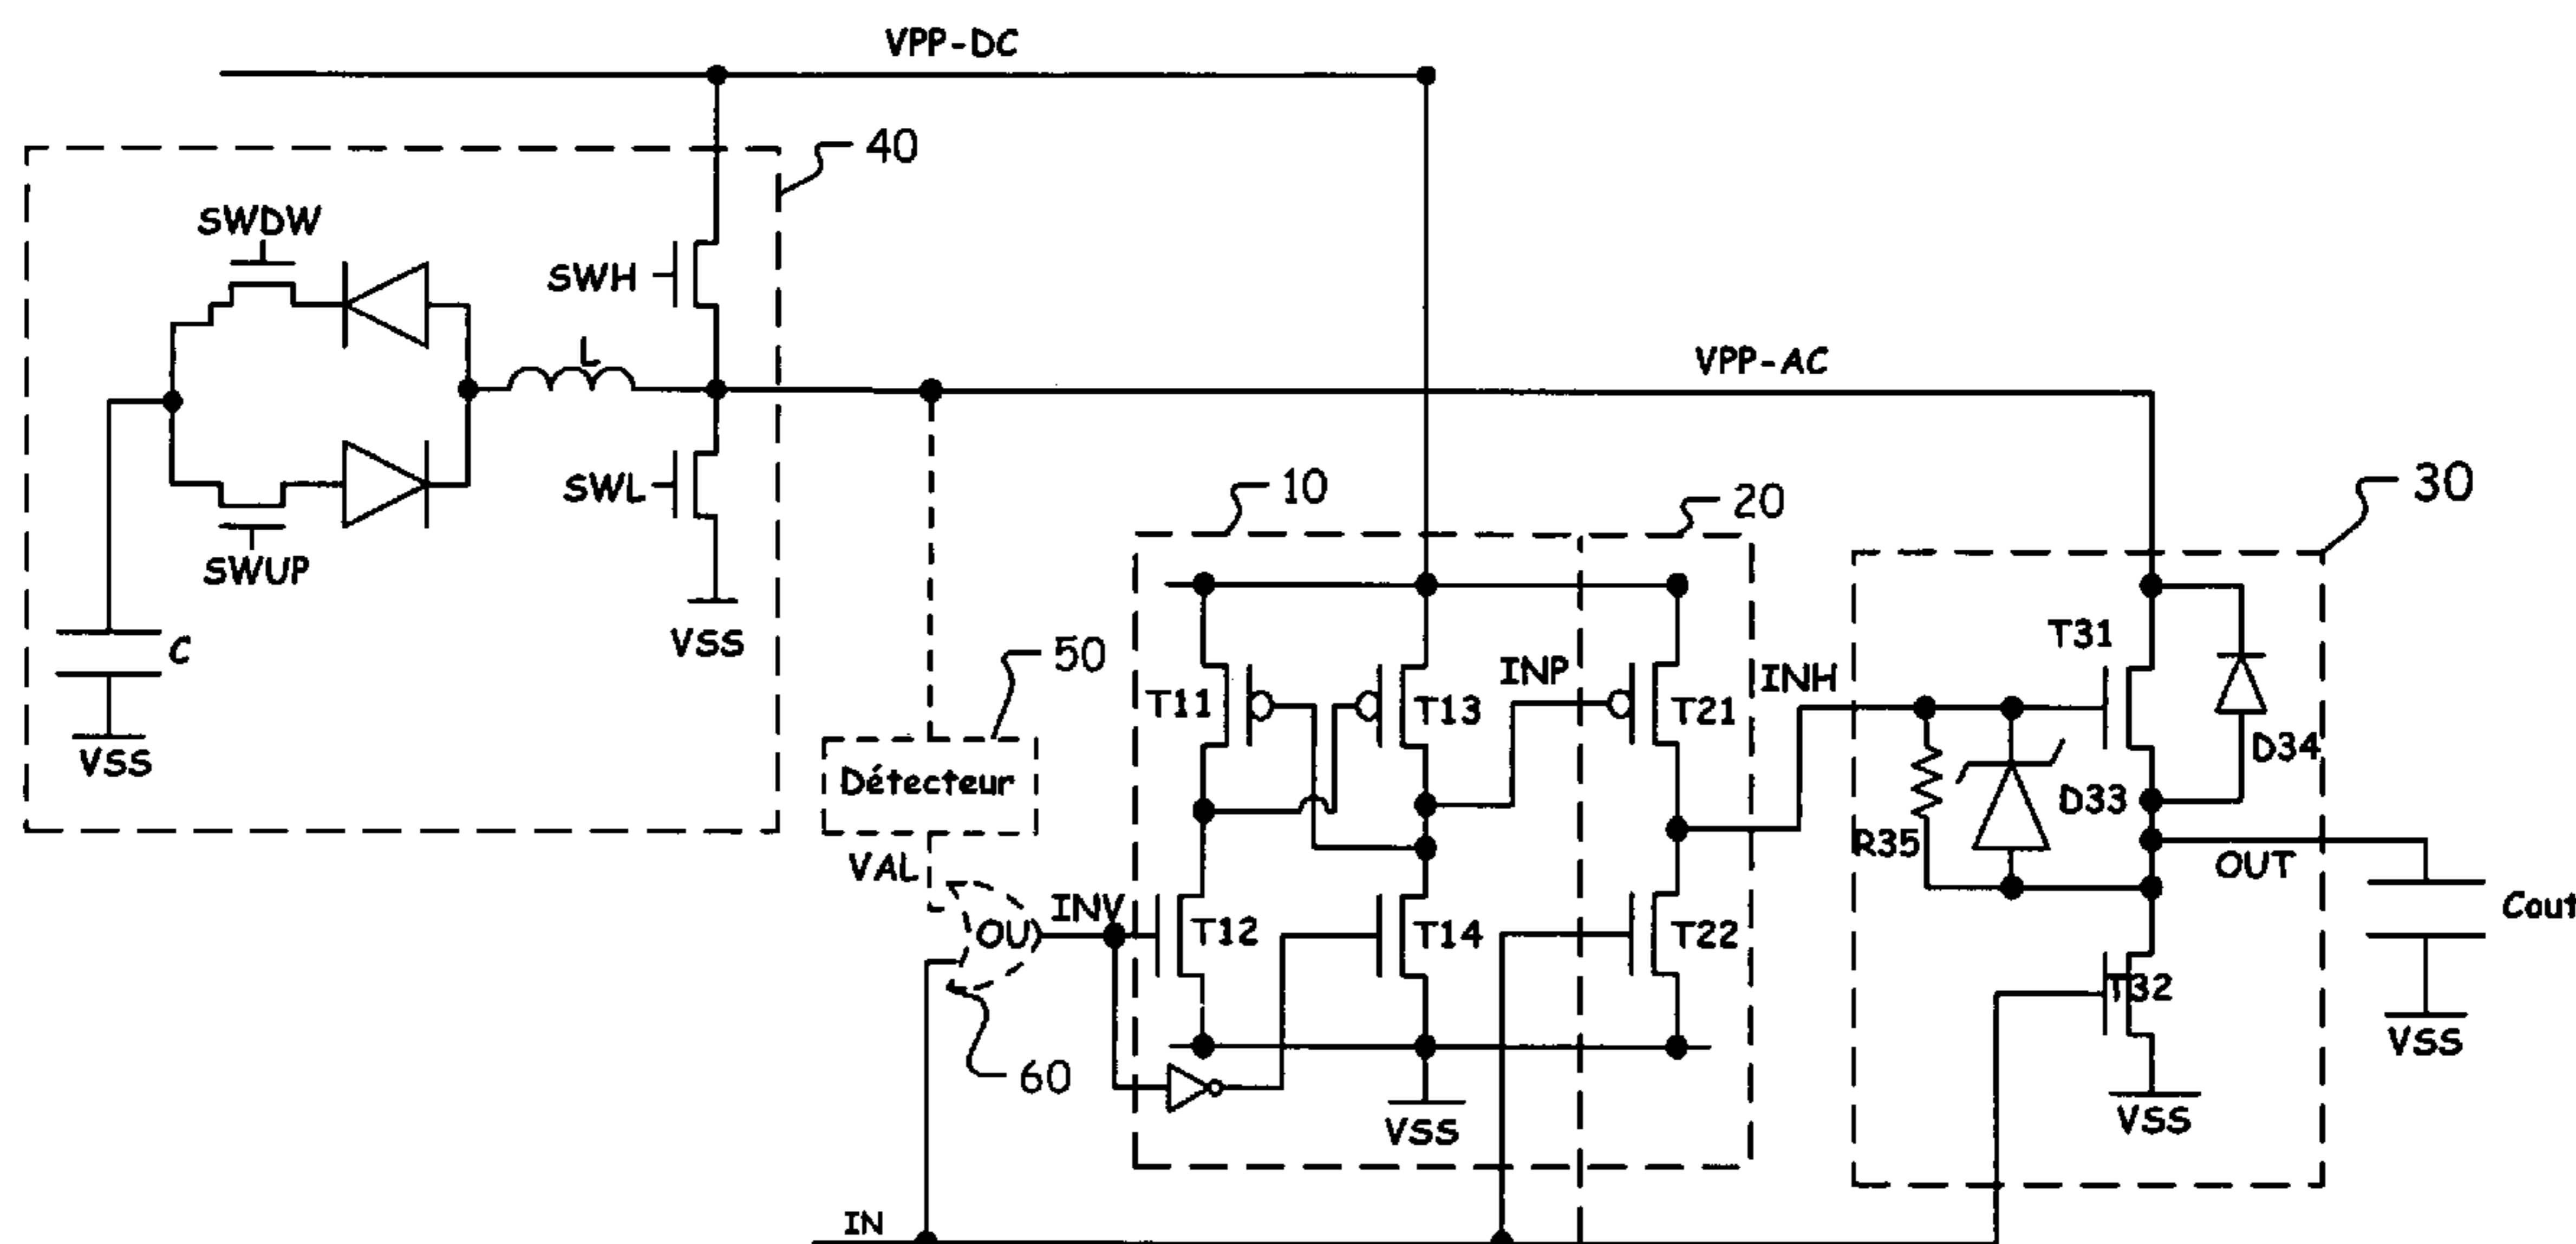 VPP-DC
40
SWDW
SWH
L
VPP-AC
SWL
10
20
30
SWUP
C
VSS
VSS
50
T31
INP
INH
T11
T13
T21
D34
Détecteur
D33
R35
VAL
OUT
INV
OU
T12
T14
T22
Cout
T32
60
VSS
VSS
VSS
IN